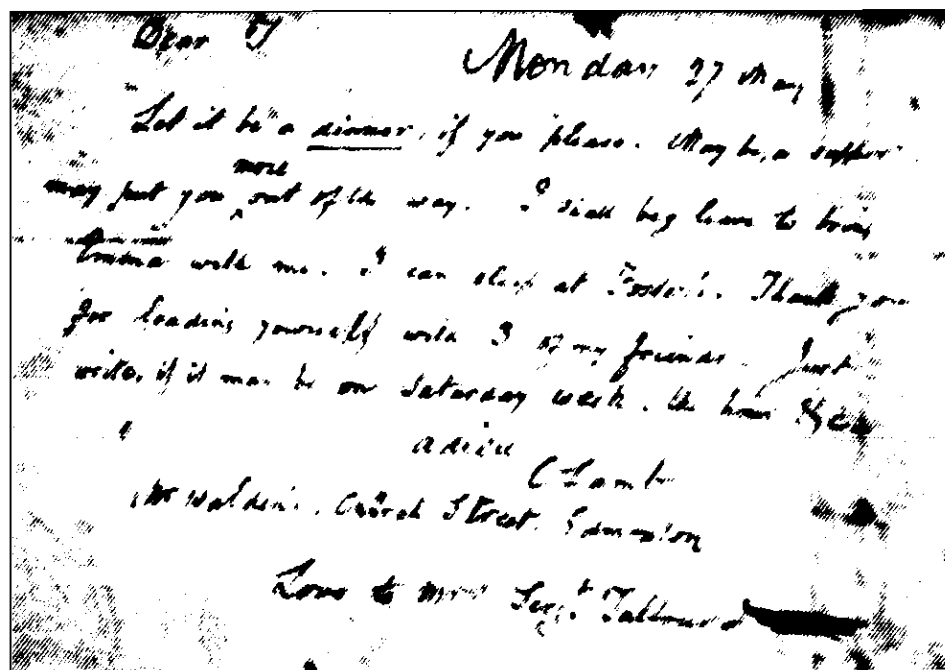 Dear
Monday 27 May
Let it be a dinner, if you please. May be, a supper
more
may put you out of the way. I shall beg leave to bring
Emma with me. I can sleep at Foster's. Thank you
for loading yourself with 3 of my friends. Just
write, if it may be on Saturday week. the hour &c
adieu
C Lamb
Mr Walden's. Church Street. Edmonton
Love to Mrs Serjt. Talfourd